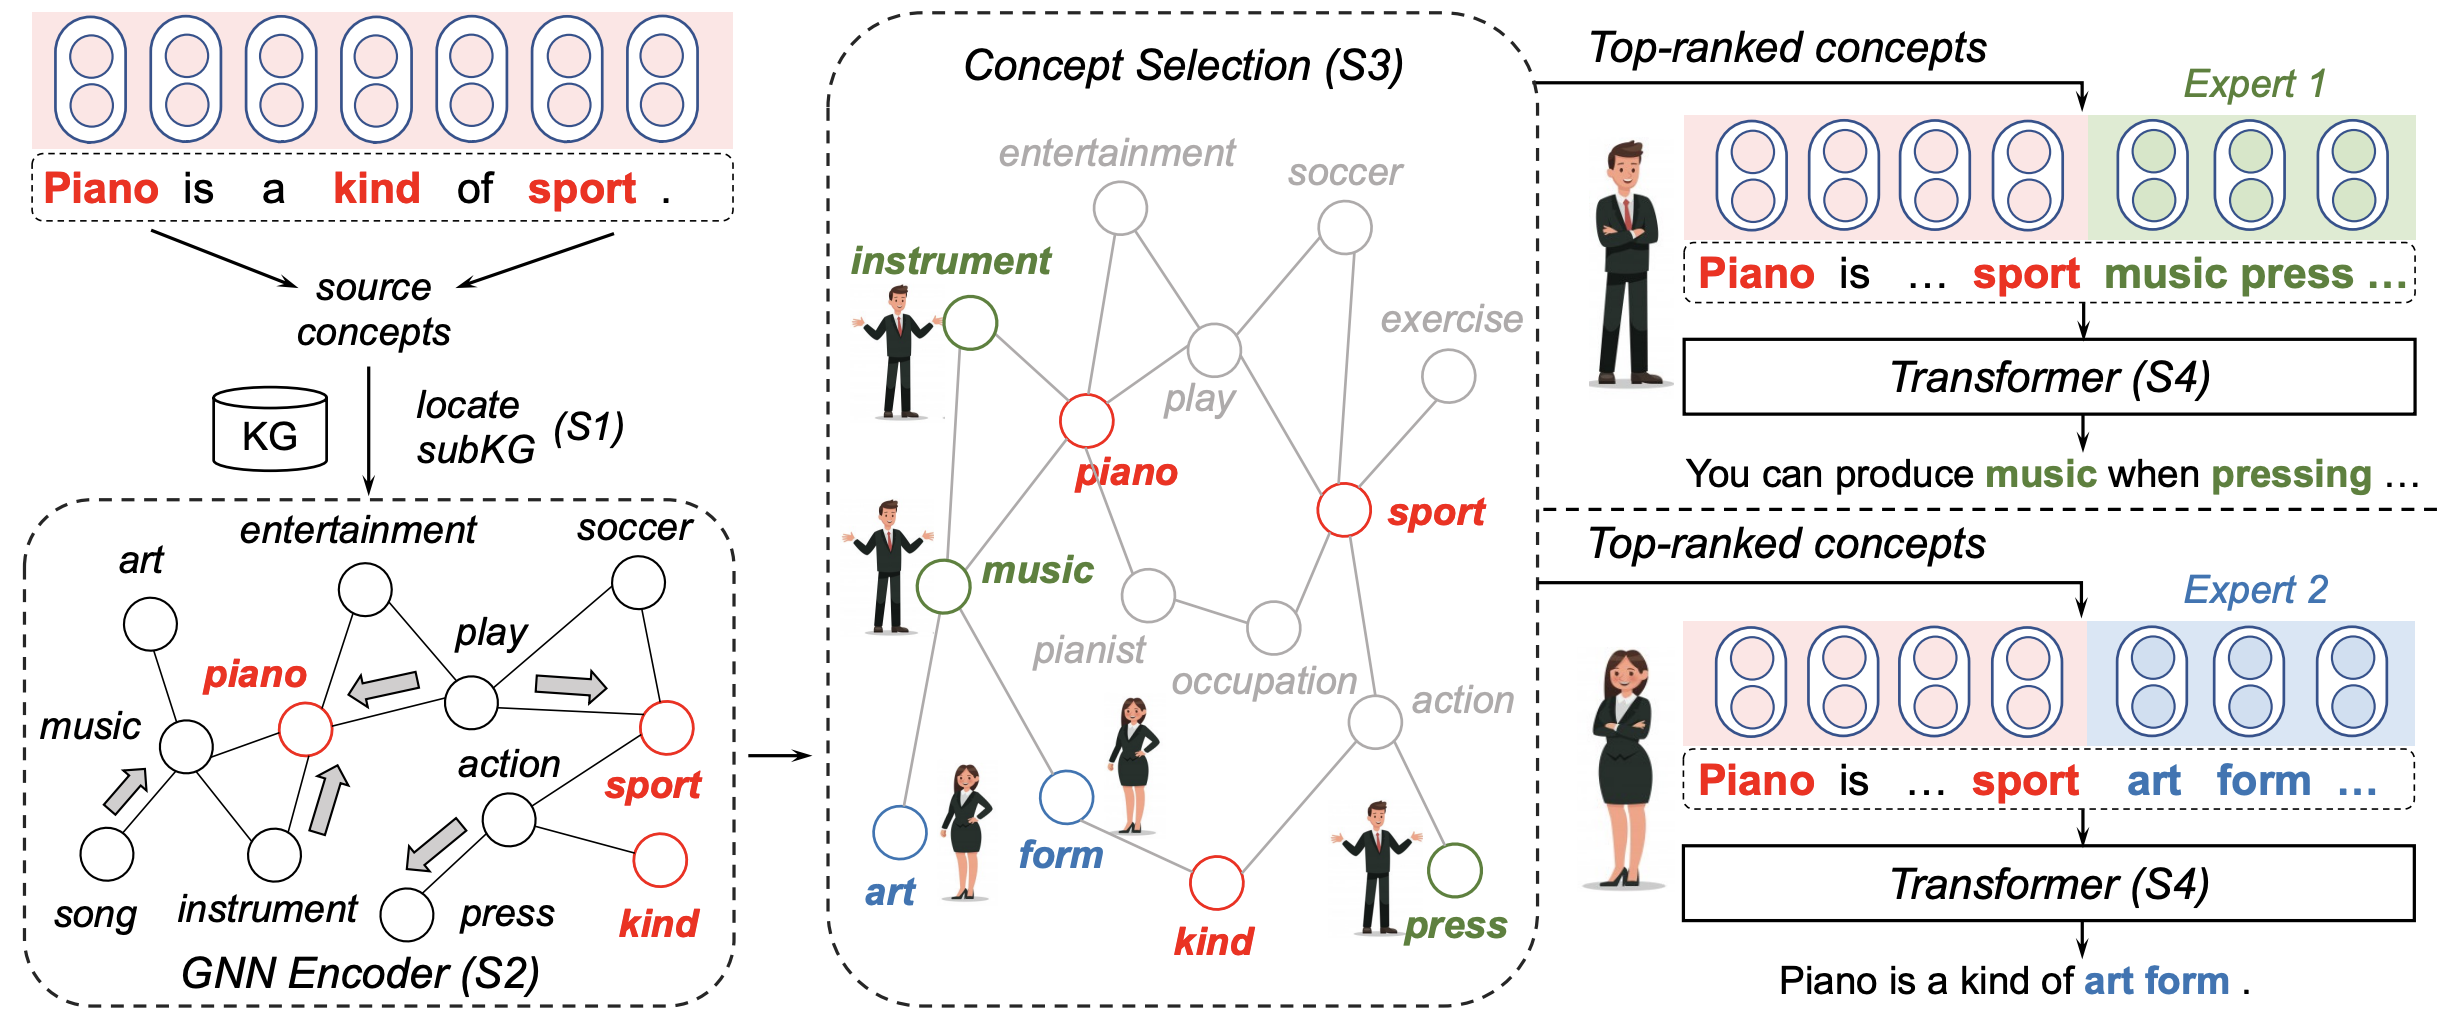 Piano is a kind of sport .
source
concepts
KG
locate
subKG
(S1)
entertainment
soccer
art
play
piano
music
action
sport
song
instrument
press
kind
GNN Encoder (S2)
Concept Selection (S3)
entertainment
soccer
instrument
exercise
play
piano
sport
music
pianist
occupation
action
form
art
kind
press
Top-ranked concepts
Expert 1
Piano is ... sport music press ...
Transformer (S4)
You can produce music when pressing ...
Top-ranked concepts
Expert 2
Piano is ... sport art form ...
Transformer (S4)
Piano is a kind of art form .